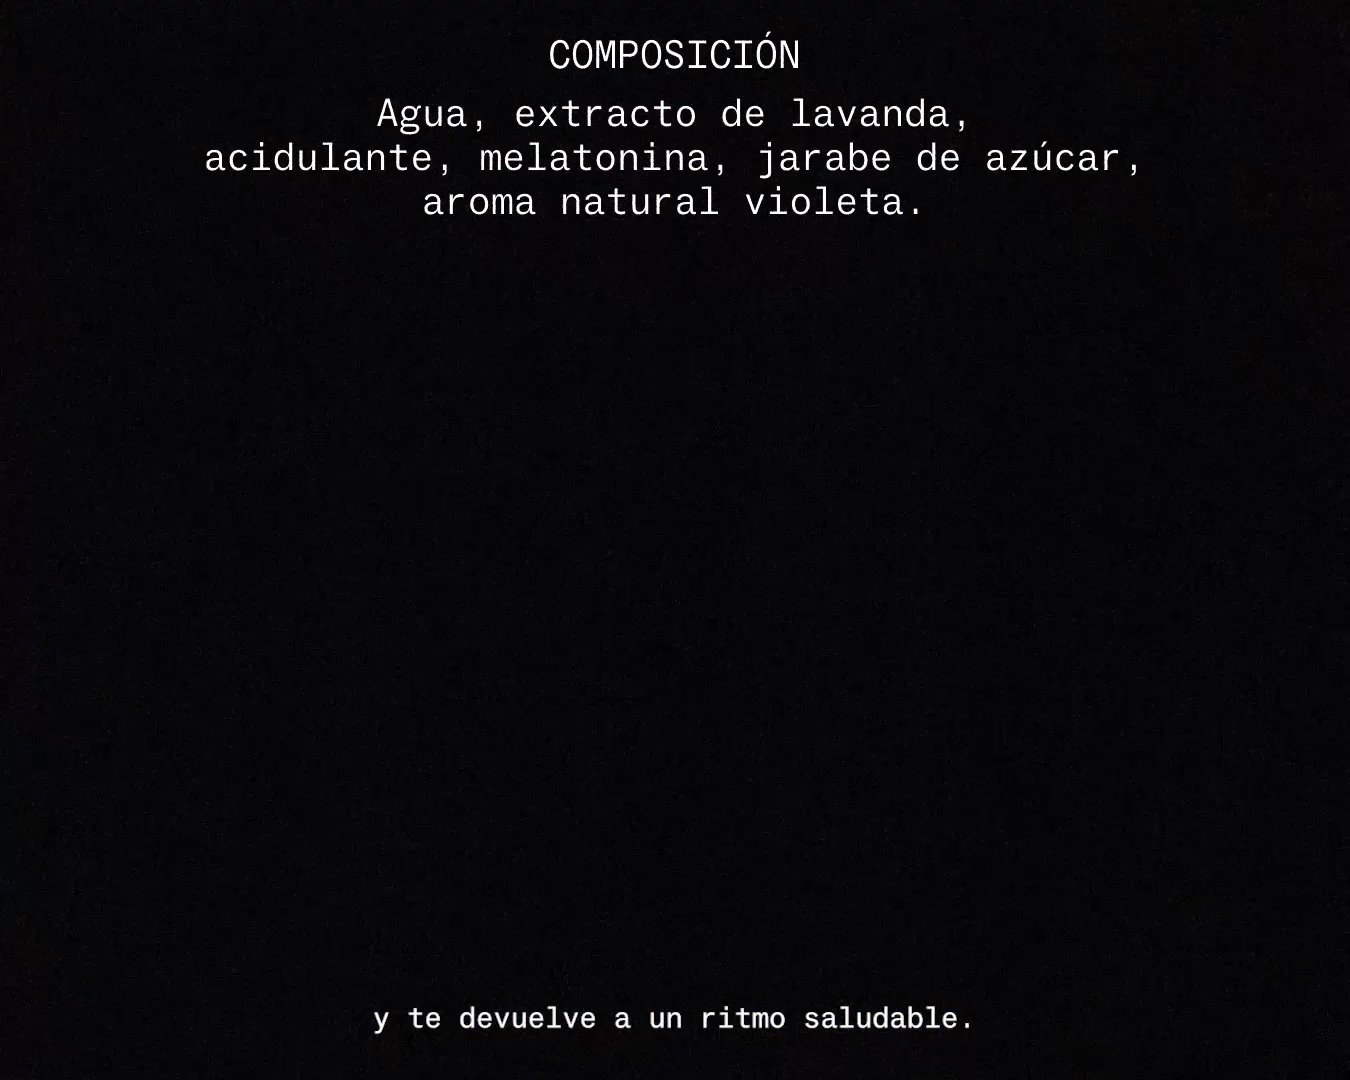 COMPOSICIÓN
Agua, extracto de lavanda,
acidulante, melatonina, jarabe de azúcar,
aroma natural violeta.
y te devuelve a un ritmo saludable.